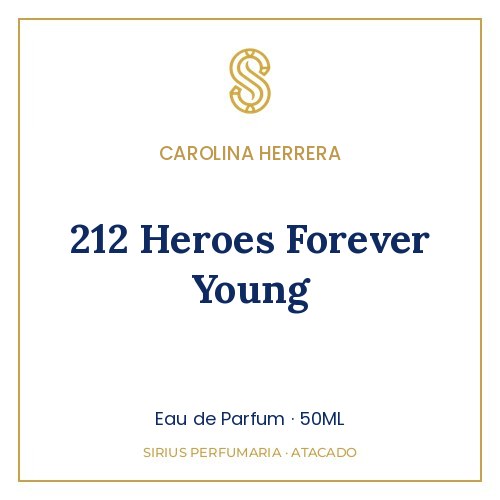 CAROLINA HERRERA
212 Heroes Forever
Young
Eau de Parfum · 50ML
SIRIUS PERFUMARIA · ATACADO